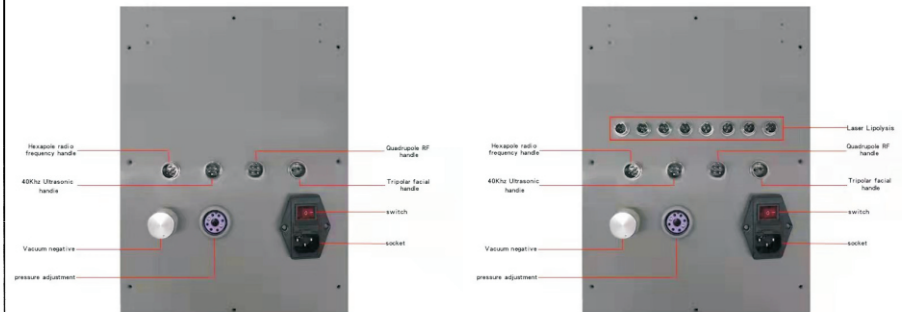 Hexapole radio
frequency handle
Quadrupole RF
handle
40Khz Ultrasonic
handle
Tripolar facial
handle
switch
Vacuum negative
socket
pressure adjustment
Laser Lipolysis
Hexapole radio
frequency handle
Quadrupole RF
handle
40Khz Ultrasonic
handle
Tripolar facial
handle
switch
Vacuum negative
socket
pressure adjustment